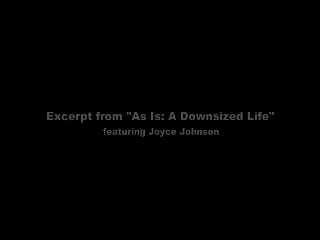 Excerpt from "As Is: A Downsized Life"
featuring Joyce Johnson